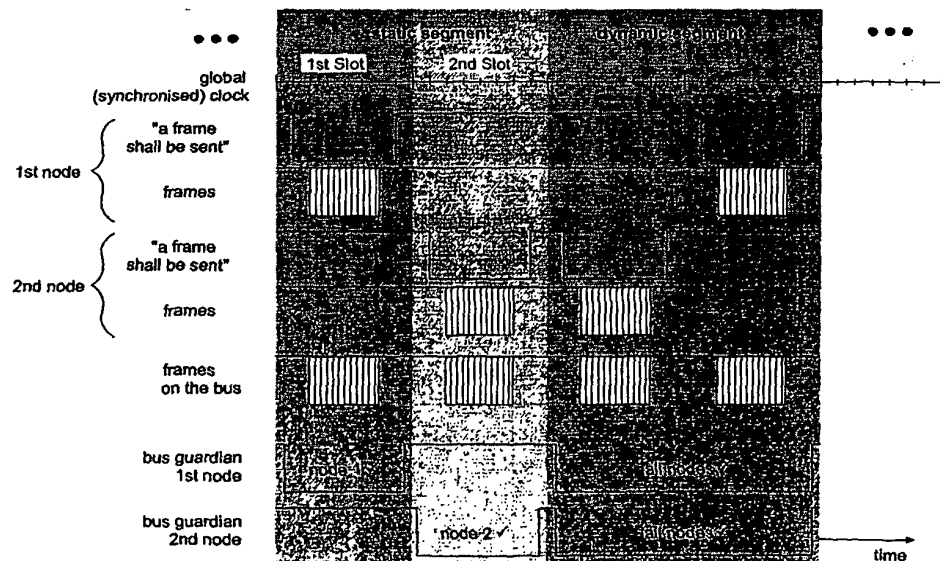 static segment
dynamic segment
1st Slot
2nd Slot
global
(synchronised) clock
1st node
"a frame
shall be sent"
frames
2nd node
"a frame
shall be sent"
frames
frames
on the bus
bus guardian
1st node
node 1
all nodes ✓
bus guardian
2nd node
node 2 ✓
all nodes
time